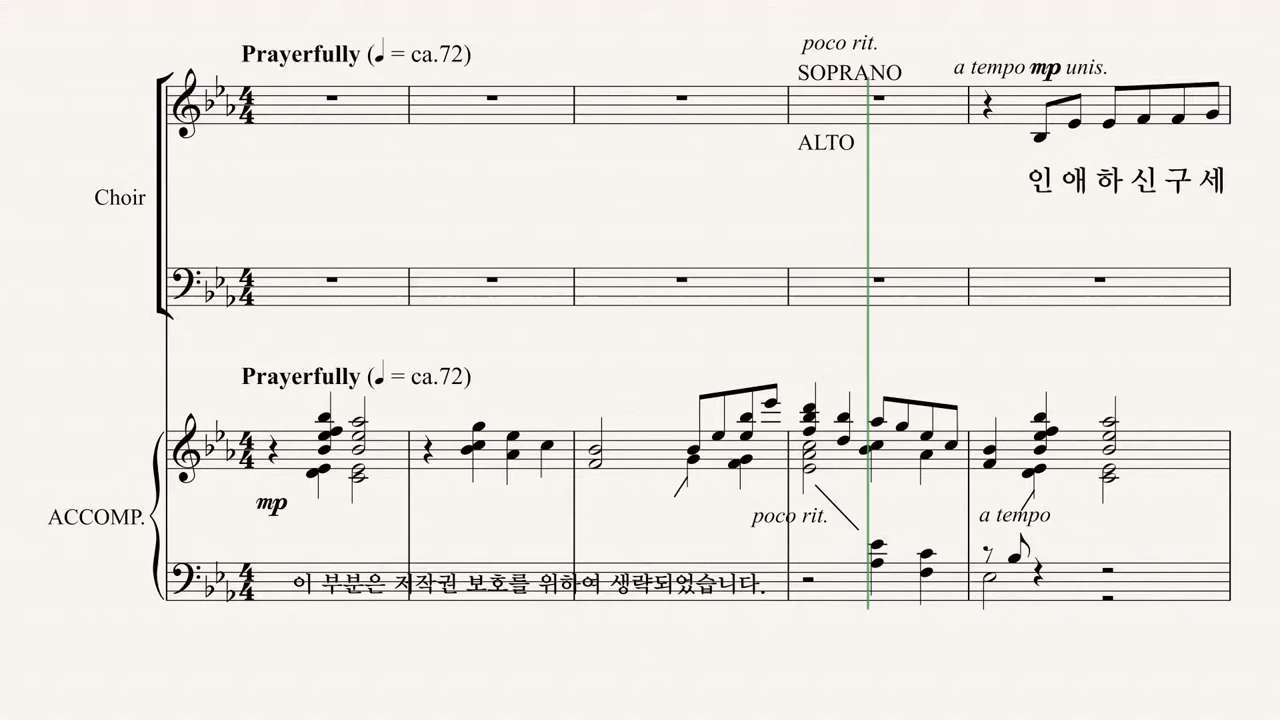 poco rit.
Prayerfully (♩ = ca.72)
SOPRANO
a tempo mp unis.
ALTO
인 애 하 신 구 세
Choir
Prayerfully (♩ = ca.72)
mp
poco rit.
a tempo
ACCOMP.
이 부분은 저작권 보호를 위하여 생략되었습니다.